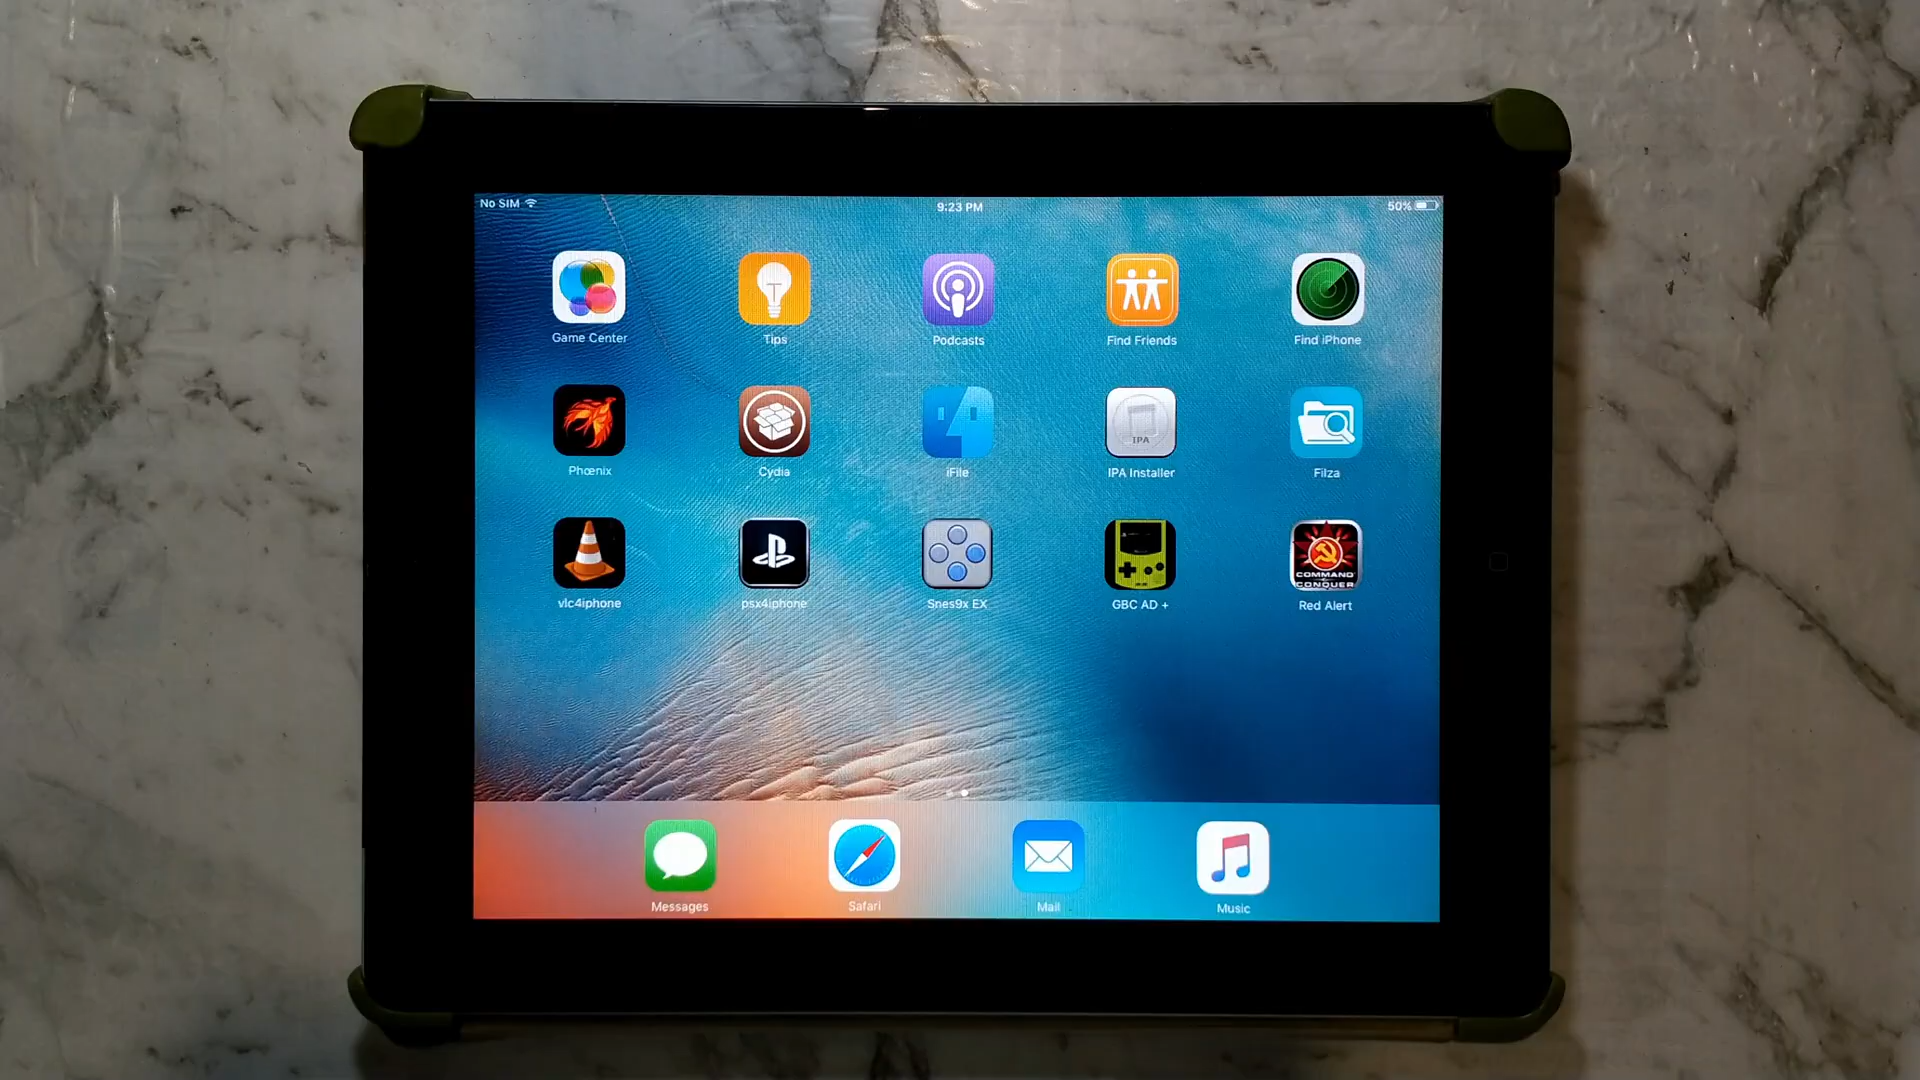 No SIM
9:23 PM
50%
Game Center
Tips
Podcasts
Find Friends
Find iPhone
IPA
Phœnix
Cydia
iFile
IPA Installer
Filza
COMMAND
CONQUER
vlc4iphone
psx4iphone
Snes9x EX
GBC AD +
Red Alert
Messages
Safari
Mail
Music